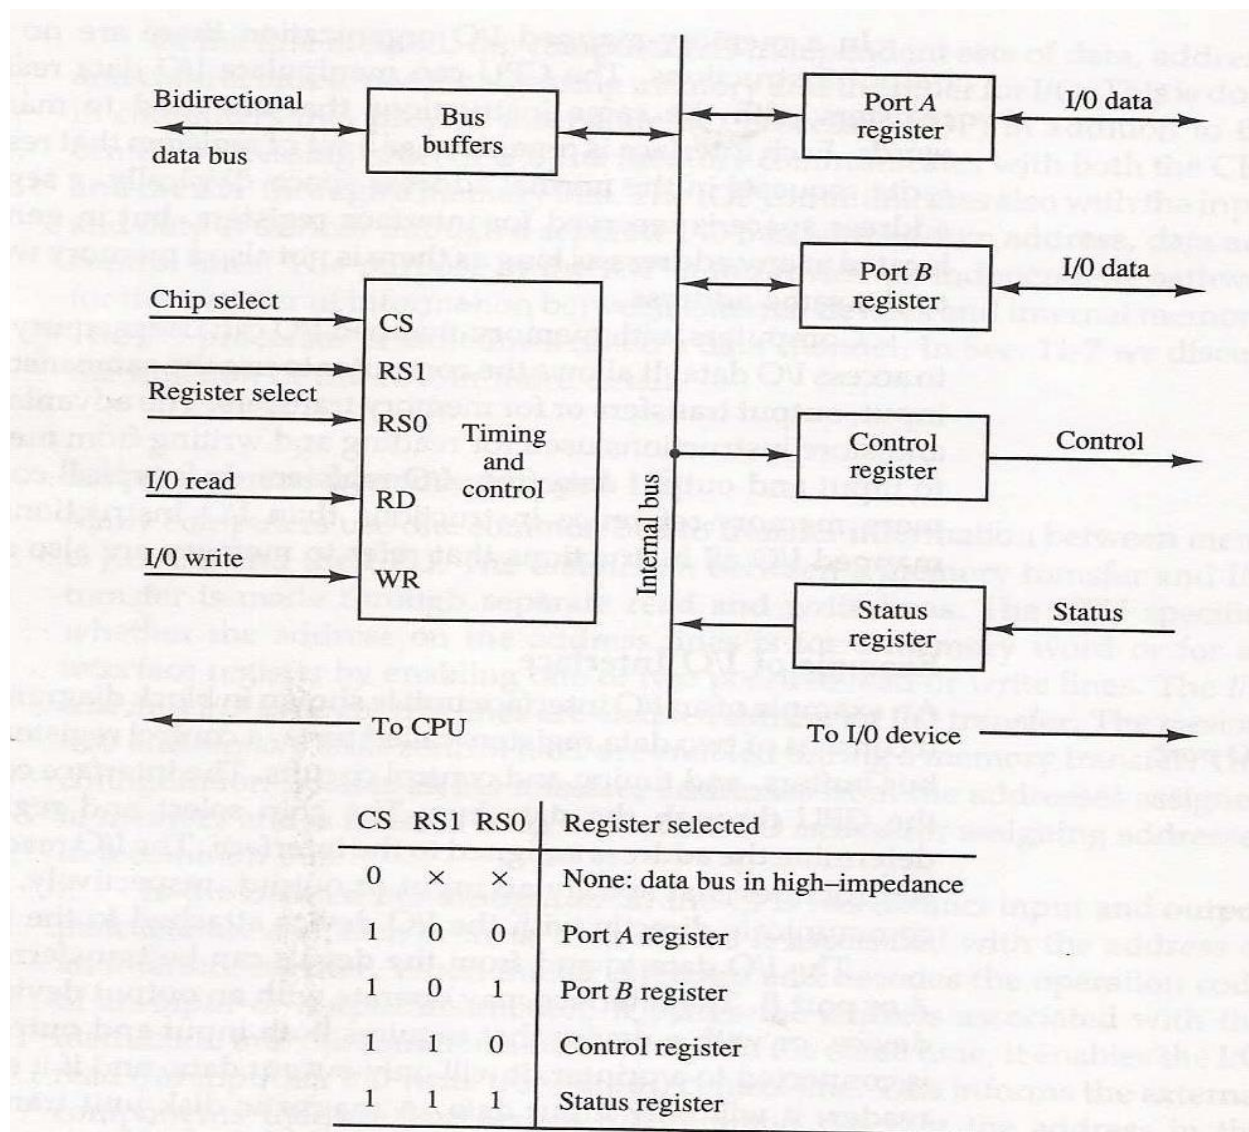 Bidirectional
data bus
Bus
buffers
Port A
register
I/0 data
Port B
register
I/0 data
Chip select
CS
RS1
Register select
RS0
Timing
and
control
I/0 read
RD
I/0 write
WR
Internal bus
Control
register
Control
Status
register
Status
To CPU
To I/0 device
CS RS1 RS0 Register selected
0 × × None: data bus in high–impedance
1 0 0 Port A register
1 0 1 Port B register
1 1 0 Control register
1 1 1 Status register